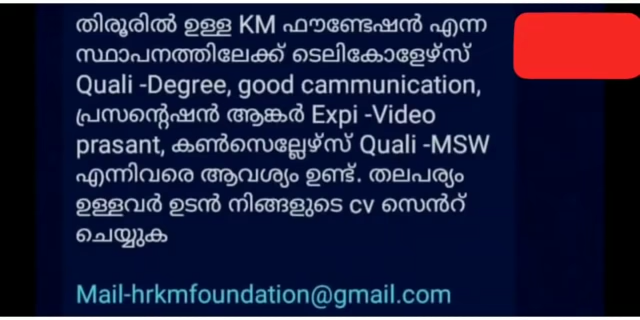 തിരൂരിൽ ഉള്ള KM ഫൗണ്ടേഷൻ എന്ന
സ്ഥാപനത്തിലേക്ക് ടെലികോളേഴ്സ്
Quali -Degree, good cammunication,
പ്രസന്റെഷൻ ആങ്കർ Expi -Video
prasant, കൺസെല്ലേഴ്സ് Quali -MSW
എന്നിവരെ ആവശ്യം ഉണ്ട്. തലപര്യം
ഉള്ളവർ ഉടൻ നിങ്ങളുടെ cv സെൻറ്
ചെയ്യുക
Mail-hrkmfoundation@gmail.com